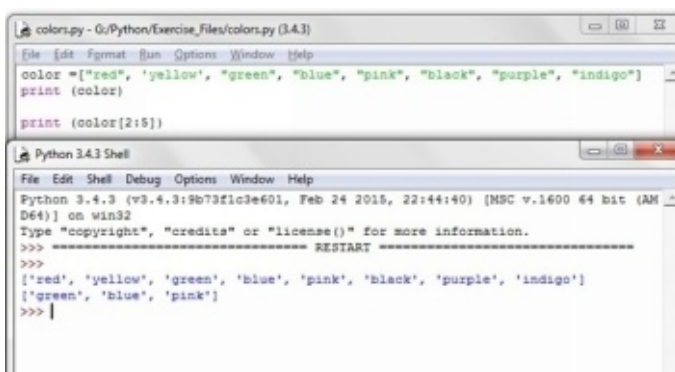 colors.py - G:/Python/Exercise_Files/colors.py (3.4.3)
File Edit Format Run Options Window Help
color =["red", 'yellow', "green", "blue", "pink", "black", "purple", "indigo"]
print (color)
print (color[2:5])
Python 3.4.3 Shell
File Edit Shell Debug Options Window Help
Python 3.4.3 (v3.4.3:9b73f1c3e601, Feb 24 2015, 22:44:40) [MSC v.1600 64 bit (AM
D64)] on win32
Type "copyright", "credits" or "license()" for more information.
>>> ================================ RESTART ================================
>>>
['red', 'yellow', 'green', 'blue', 'pink', 'black', 'purple', 'indigo']
['green', 'blue', 'pink']
>>>